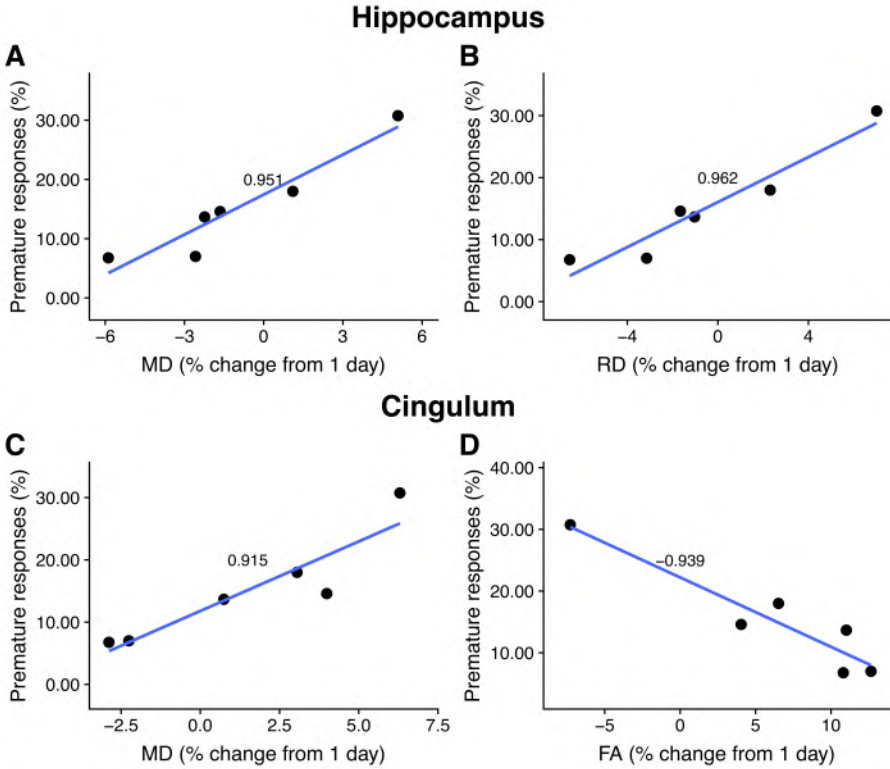 Hippocampus
A
Premature responses (%)
30.00
20.00
10.00
0.00
0.951
−6
−3
0
3
6
MD (% change from 1 day)
B
Premature responses (%)
30.00
20.00
10.00
0.00
0.962
−4
0
4
RD (% change from 1 day)
Cingulum
C
Premature responses (%)
30.00
20.00
10.00
0.00
0.915
−2.5
0.0
2.5
5.0
7.5
MD (% change from 1 day)
D
Premature responses (%)
40.00
30.00
20.00
10.00
−0.939
−5
0
5
10
FA (% change from 1 day)